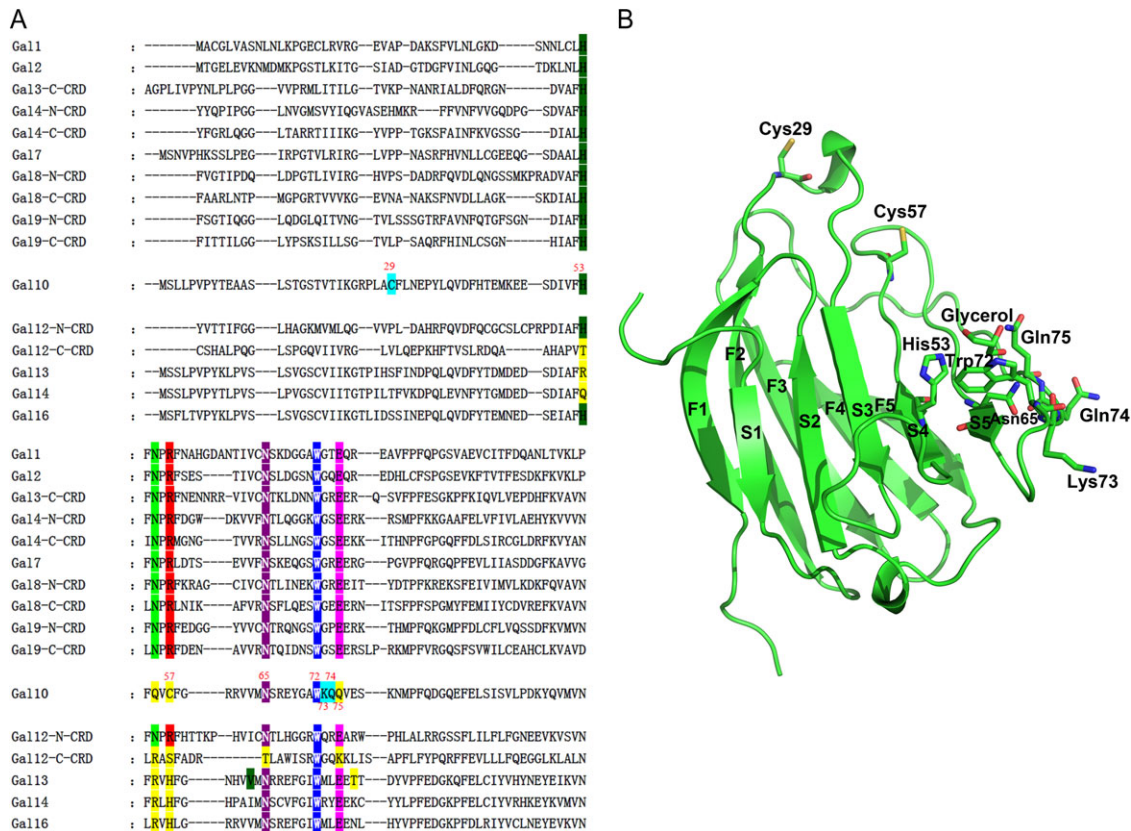 A
Gal1 : -------MACGLVASNLNLKPGECLRVRG---EVAP-DAKSFVLNLGKD-----SNNLCLH
Gal2 : -------MTGELEVKNMDMKPGSTLKITG---SIAD-GTDGFVINLGQG-----TDKLNLH
Gal3-C-CRD : AGPLIVPYNLPLPGG---VVPRMLITILG---TVKP-NANRIALDFQRGN----DVAFH
Gal4-N-CRD : -------YYQPIPGG---LNVGMSVYIQGVASEHMKR--FFVNFVVGQDPG-SDVAFH
Gal4-C-CRD : -------YFGRLQGG---LTARRTIIIKG---YVPP-TGKSFAINFKVGSSG--DIALH
Gal7 : --MSNVPHKSSLPEG---IRPGTVLRIRG---LVPP-NASRFHVNLLCGEEQG-SDAALH
Gal8-N-CRD : -------FVGTIPDQ---LDPGTLIVIRG---HVPS-DADRFQVDLQNGSSMKPRADVAFH
Gal8-C-CRD : -------FAARLNTP---MGPGRTVVVKG---EVNA-NAKSFNVDLLAGK----SKDIALH
Gal9-N-CRD : -------FSGTIQGG---LQDGLQITVNG---TVLSSSGTRFAVNFQTGFSGN--DIAFH
Gal9-C-CRD : -------FITTILGG---LYPSKSILLSG---TVLP-SAQRFHINLCSGN-----HIAFH
29 53
Gal10 : --MSLLPVPYTEAAS---LSTGSTVTIKGRPLACFLNEPYLQVDFHTEMKEE--SDIVFH
Gal12-N-CRD : -------YVTTIFGG---LHAGKMVMLQG---VVPL-DAHRFQVDFQCGCSLCPRPDIAFH
Gal12-C-CRD : -------CSHALPQG---LSPGQVIIVRG---LVLQEPKHFTVSLRDQA----AHAPVT
Gal13 : --MSSLPVPYKLPVS---LSVGSCVIIKGTPIHSFINDPQLQVDFYTDMDED--SDIAFR
Gal14 : --MSSLPVPYTLPVS---LPVGSCVIITGTPILTFVKDPQLEVNFYTGMDED--SDIAFQ
Gal16 : --MSFLTVPYKLPVS---LSVGSCVIIKGTLIDSSINEPQLQVDFYTEMNED--SEIAFH
Gal1 : FNPRFNAHGDANTIVCNSKDGGAWGTEQR---EAVFPFQPGSVAEVCITFDQANLTVKLP
Gal2 : FNPRFSES----TIVCNSLDGSNWGQEQR---EDHLCFSPGSEVKFTVTFESDKFKVKLP
Gal3-C-CRD : FNPRFNENNRR-VIVCNTKLDNNWGREER---Q-SVFPFESGKPFKIQVLVEPDHFKVAVN
Gal4-N-CRD : FNPRFDGW---DKVVFNTLQGGKWGSEERK---RSMPFKKGAAFELVFIVLAEHYKVVVN
Gal4-C-CRD : INPRMGNG----TVVRNSLLNGSWGSEEKK---ITHNPFGPGQFFDLSIRCGLDRFKVYAN
Gal7 : FNPRLDTS----EVVFNSKEQGSWGREERG---PGVPFQRGQPFEVLIIASDDGFKAVVG
Gal8-N-CRD : FNPRFKRAG----CIVCNTLINEKWGREEIT---YDTPFKREKSFEIVIMVLKDKFQVAVN
Gal8-C-CRD : LNPRLNIK----AFVRNSFLQESWGEEERN---ITSFPFSPGMYFEMIIYCDVREFKVAVN
Gal9-N-CRD : FNPRFEDGG---YVVCNTRQNGSWGPEERK---THMPFQKGMPFDLCFLVQSSDFKVMVN
Gal9-C-CRD : FNPRFDEN----AVVRNTQIDNSWGSEERSLP-RKMPFVRGQSFSVWILCEAHCLKVAVD
57 65 72 74
Gal10 : FQVCFG-----RRVVMNSREYGAWKQQVES---KNMPFQDGQEFELSISVLPDKYQVMVN
73 75
Gal12-N-CRD : FNPRFHTTKP--HVICNTLHGGRWQREARW---PHLALRRGSSFLILFLFGNEEVKVSVN
Gal12-C-CRD : LRASFADR------TLAWISRWGQKKLIS---APFLFYPQRFFEVLLLFQEGGLKLALN
Gal13 : FRVHFG-----NHVVMNRREFGIWMLEETT---DYVPFEDGKQFELCIYVHYNEYEIKVN
Gal14 : FRLHFG-----HPAIMNSCVFGIWRYEEKC---YYLPFEDGKPFELCIYVRHKEYKVMVN
Gal16 : LRVHLG-----RRVVMNSREFGIWMLEENL---HYVPFEDGKPFDLRIYVCLNEYEVKVN
B
Cys29
Cys57
Glycerol
Gln75
His53
Trp72
F2
F3
F1
S1
S2
F4
S3
F5
S4
S5
Asn65
Gln74
Lys73